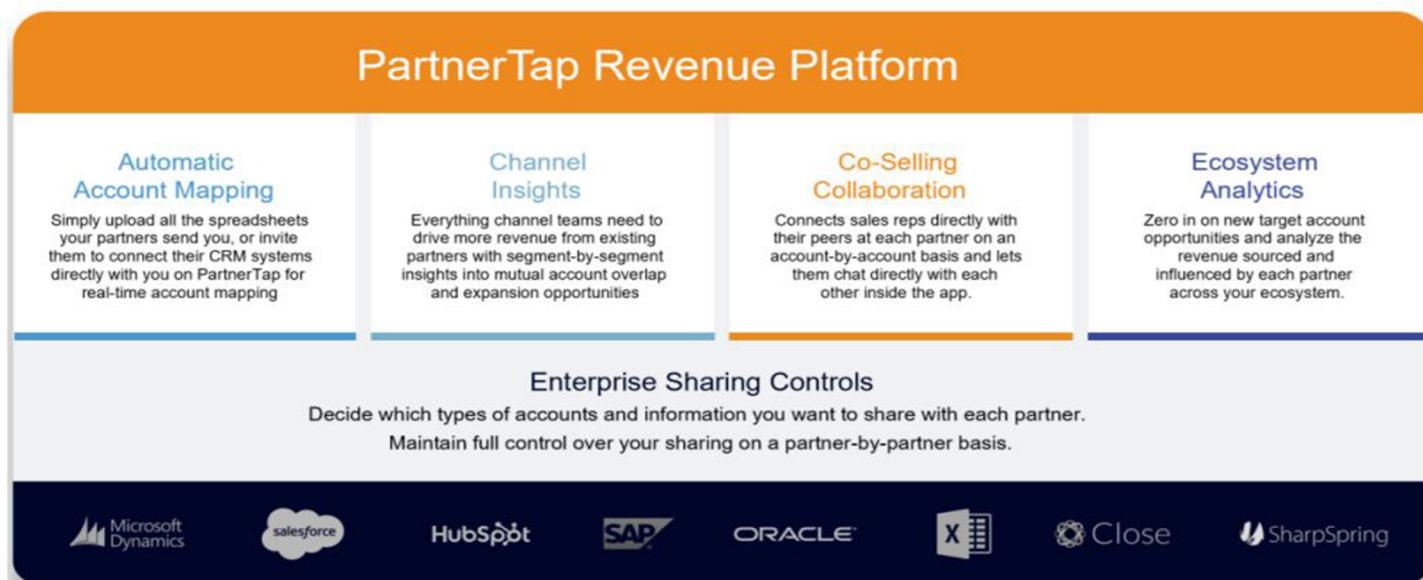 PartnerTap Revenue Platform
Automatic
Account Mapping
Simply upload all the spreadsheets
your partners send you, or invite
them to connect their CRM systems
directly with you on PartnerTap for
real-time account mapping
Channel
Insights
Everything channel teams need to
drive more revenue from existing
partners with segment-by-segment
insights into mutual account overlap
and expansion opportunities
Co-Selling
Collaboration
Connects sales reps directly with
their peers at each partner on an
account-by-account basis and lets
them chat directly with each
other inside the app.
Ecosystem
Analytics
Zero in on new target account
opportunities and analyze the
revenue sourced and
influenced by each partner
across your ecosystem.
Enterprise Sharing Controls
Decide which types of accounts and information you want to share with each partner.
Maintain full control over your sharing on a partner-by-partner basis.
Microsoft
Dynamics
salesforce
HubSpot
SAP
ORACLE
X
Close
SharpSpring